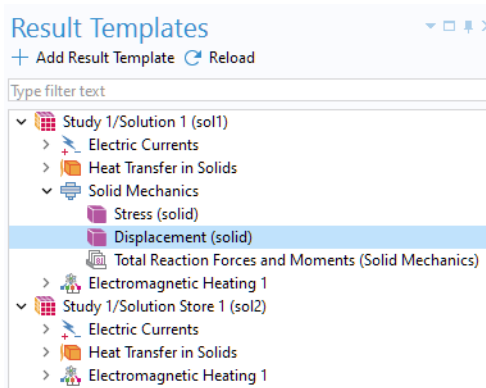 Result Templates
Add Result Template Reload
Type filter text
Study 1/Solution 1 (sol1)
Electric Currents
Heat Transfer in Solids
Solid Mechanics
Stress (solid)
Displacement (solid)
Total Reaction Forces and Moments (Solid Mechanics)
Electromagnetic Heating 1
Study 1/Solution Store 1 (sol2)
Electric Currents
Heat Transfer in Solids
Electromagnetic Heating 1